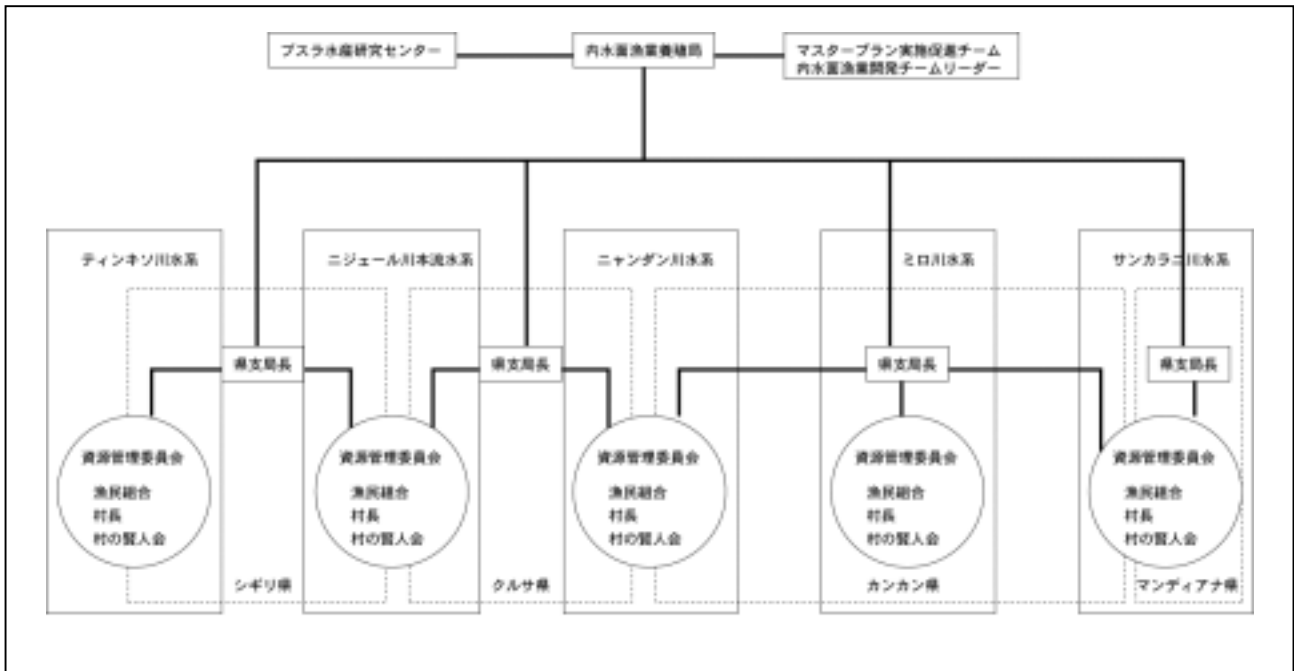 ブスラ水産研究センター
内水面漁業養殖局
マスタープラン実施促進チーム
内水面漁業開発チームリーダー
ティンキソ川水系
ニジェール川本流水系
ニャンダン川水系
ミロ川水系
サンカラニ川水系
県支局長
県支局長
県支局長
県支局長
資源管理委員会
漁民組合
村長
村の賢人会
資源管理委員会
漁民組合
村長
村の賢人会
資源管理委員会
漁民組合
村長
村の賢人会
資源管理委員会
漁民組合
村長
村の賢人会
資源管理委員会
漁民組合
村長
村の賢人会
シギリ県
クルサ県
カンカン県
マンディアナ県